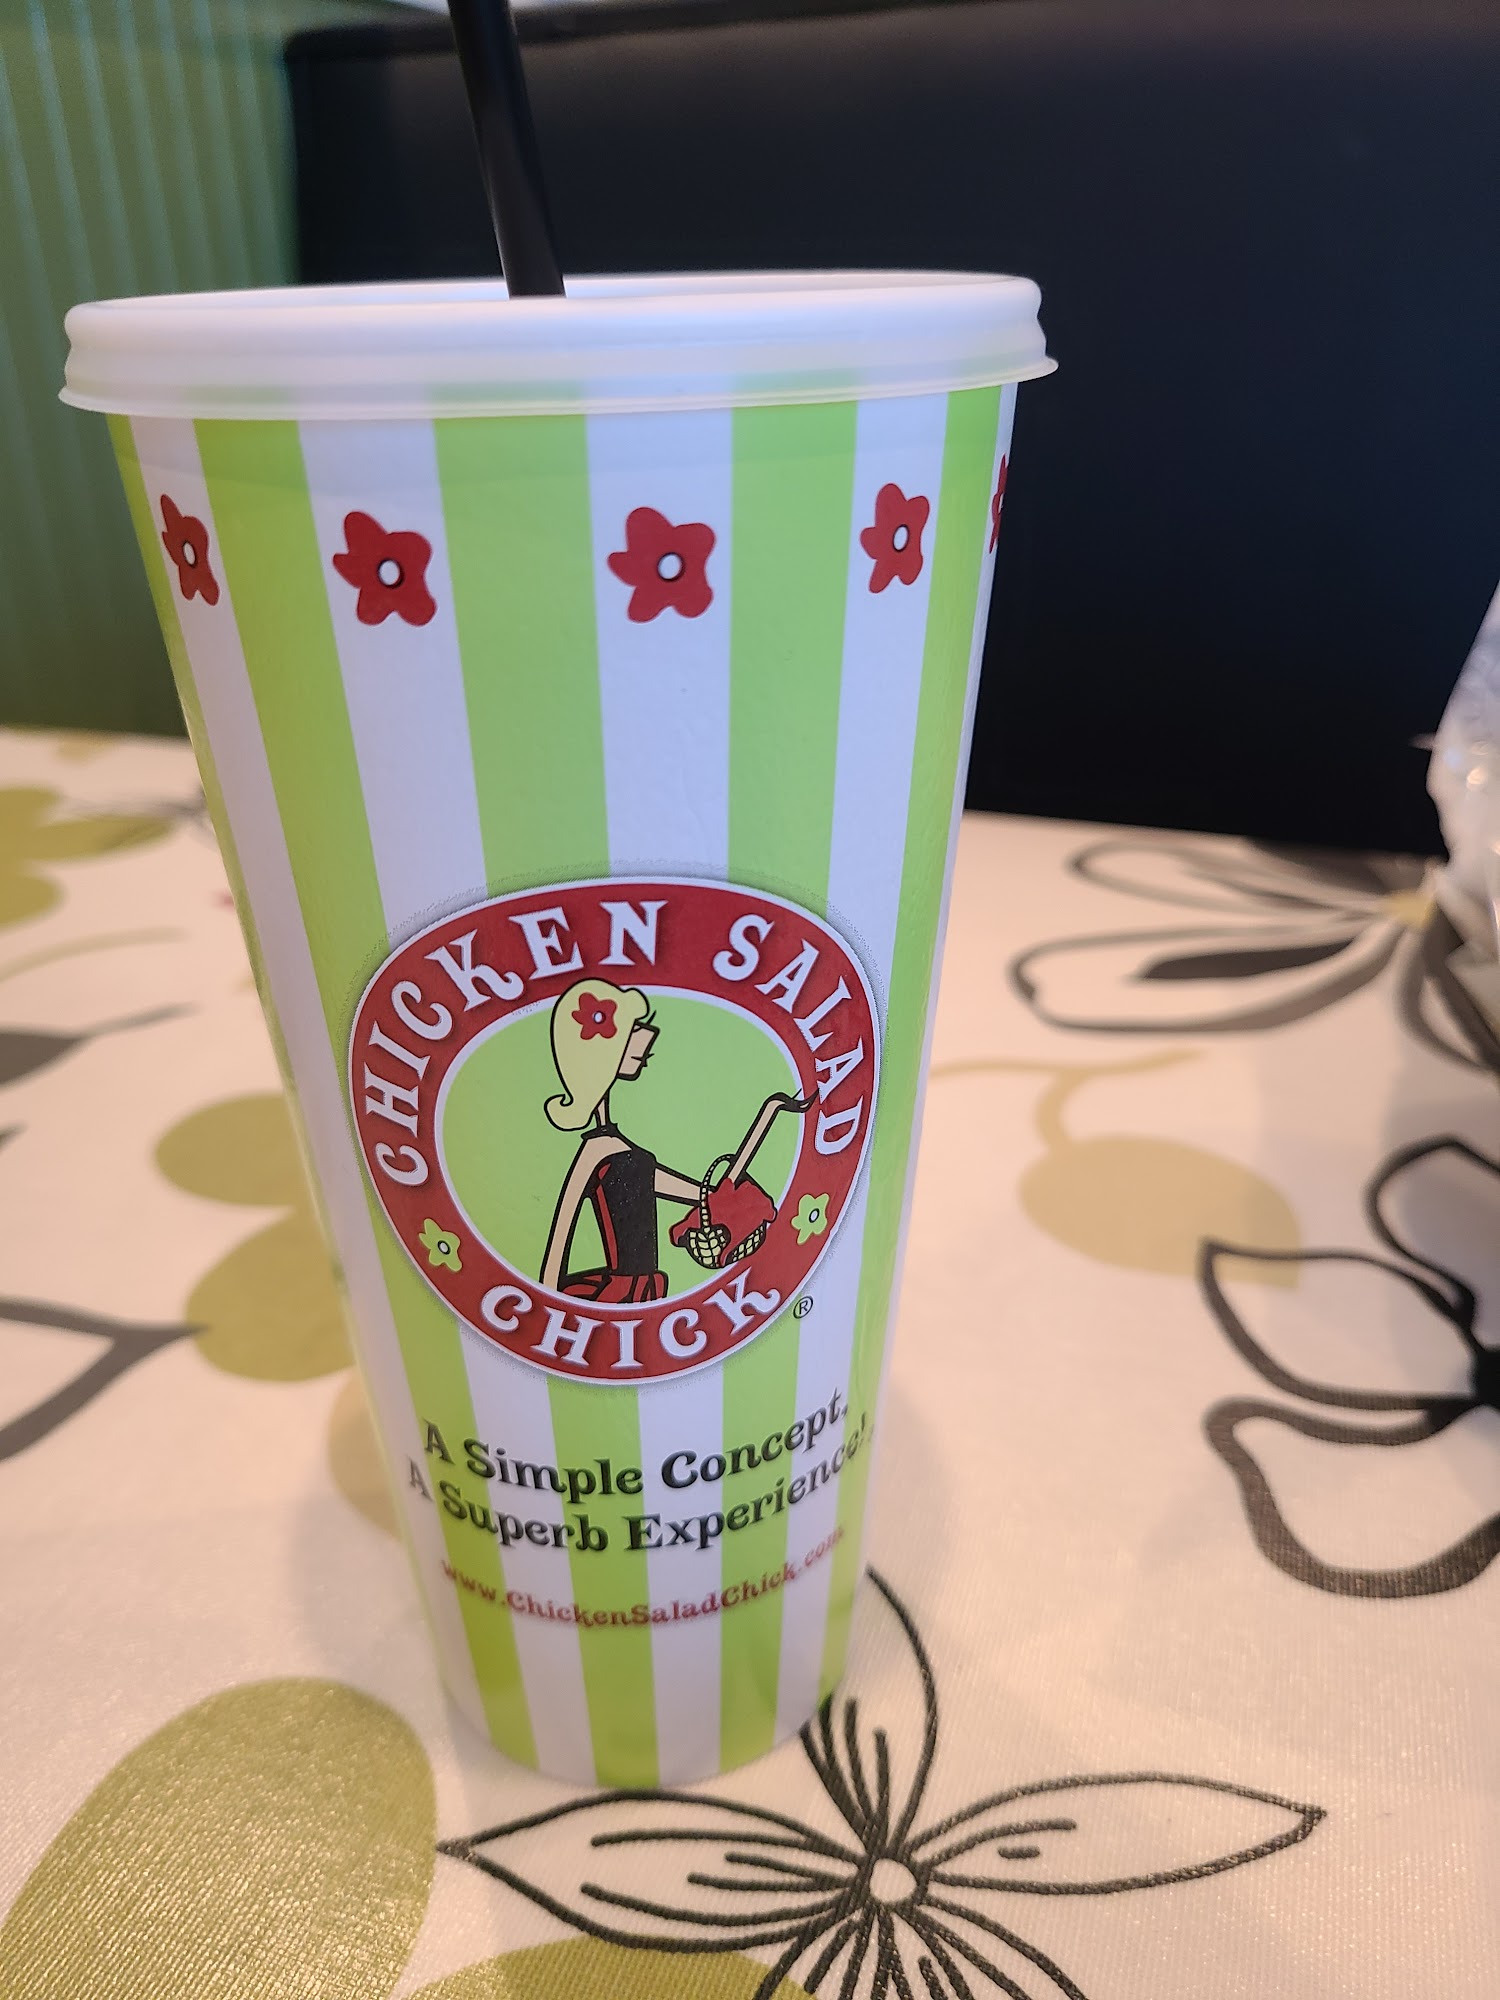 CHICKEN SALAD
CHICK®
A Simple Concept,
A Superb Experience!
www.ChickenSaladChick.com